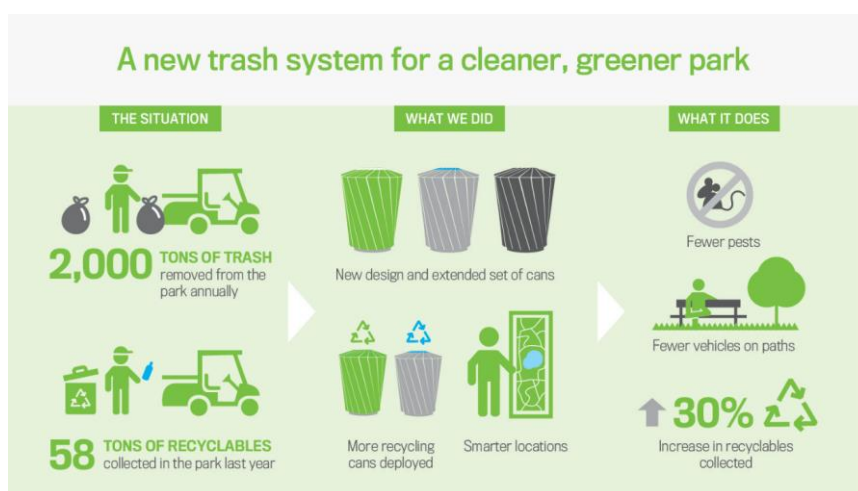 A new trash system for a cleaner, greener park
THE SITUATION
2,000 TONS OF TRASH
removed from the
park annually
58 TONS OF RECYCLABLES
collected in the park last year
WHAT WE DID
New design and extended set of cans
More recycling
cans deployed
Smarter locations
WHAT IT DOES
Fewer pests
Fewer vehicles on paths
30%
Increase in recyclables
collected